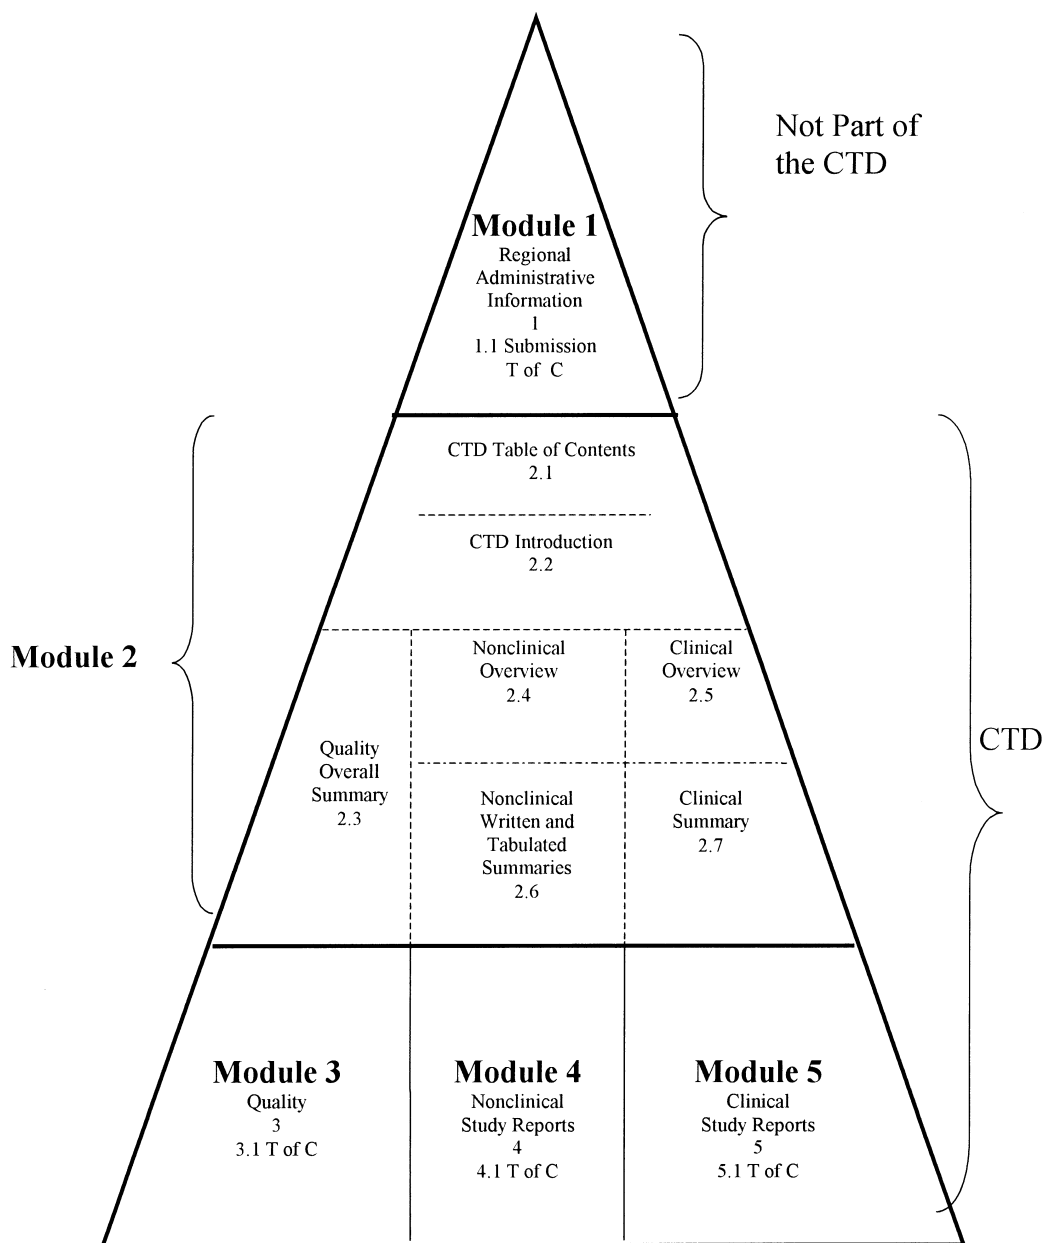 Not Part of
the CTD
Module 1
Regional
Administrative
Information
1
1.1 Submission
T of C
CTD Table of Contents
2.1
CTD Introduction
2.2
Module 2
Nonclinical
Overview
2.4
Clinical
Overview
2.5
CTD
Quality
Overall
Summary
2.3
Nonclinical
Written and
Tabulated
Summaries
2.6
Clinical
Summary
2.7
Module 3
Quality
3
3.1 T of C
Module 4
Nonclinical
Study Reports
4
4.1 T of C
Module 5
Clinical
Study Reports
5
5.1 T of C